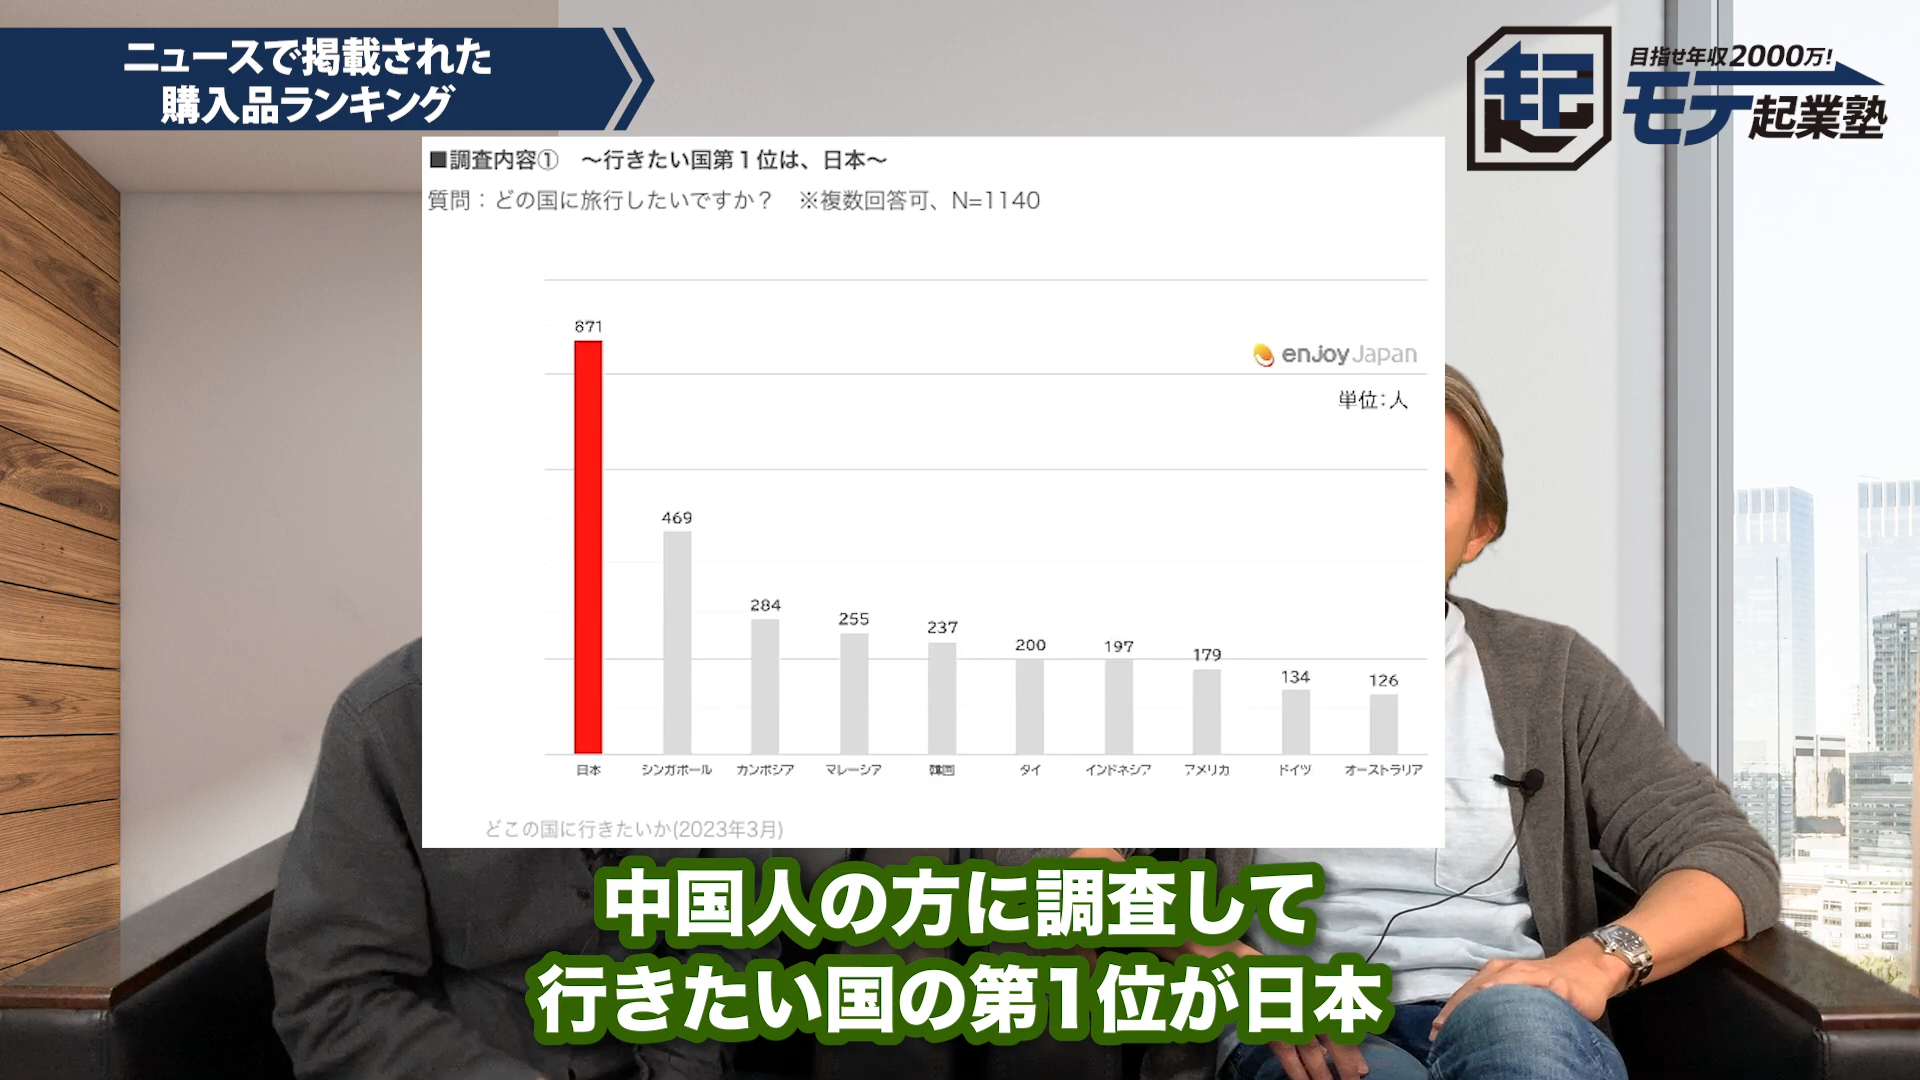 ニュースで掲載された
購入品ランキング
起
目指せ年収2000万!
モテ起業塾
■調査内容① ～行きたい国第１位は、日本～
質問：どの国に旅行したいですか？ ※複数回答可、N=1140
enjoy Japan
単位：人
871
469
284
255
237
200
197
179
134
126
日本
シンガポール
カンボジア
マレーシア
韓国
タイ
インドネシア
アメリカ
ドイツ
オーストラリア
どこの国に行きたいか(2023年3月)
中国人の方に調査して
行きたい国の第1位が日本